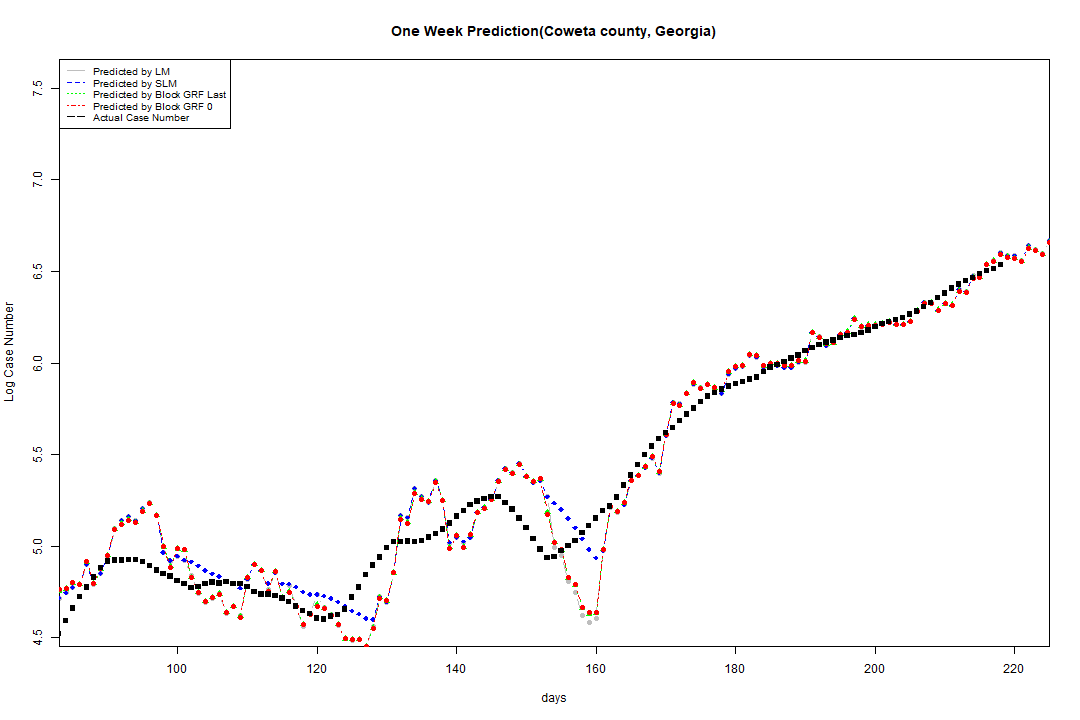 One Week Prediction(Coweta county, Georgia)
Predicted by LM
Predicted by SLM
Predicted by Block GRF Last
Predicted by Block GRF 0
Actual Case Number
7.5
7.0
6.5
6.0
5.5
5.0
4.5
Log Case Number
100 120 140 160 180 200 220
days